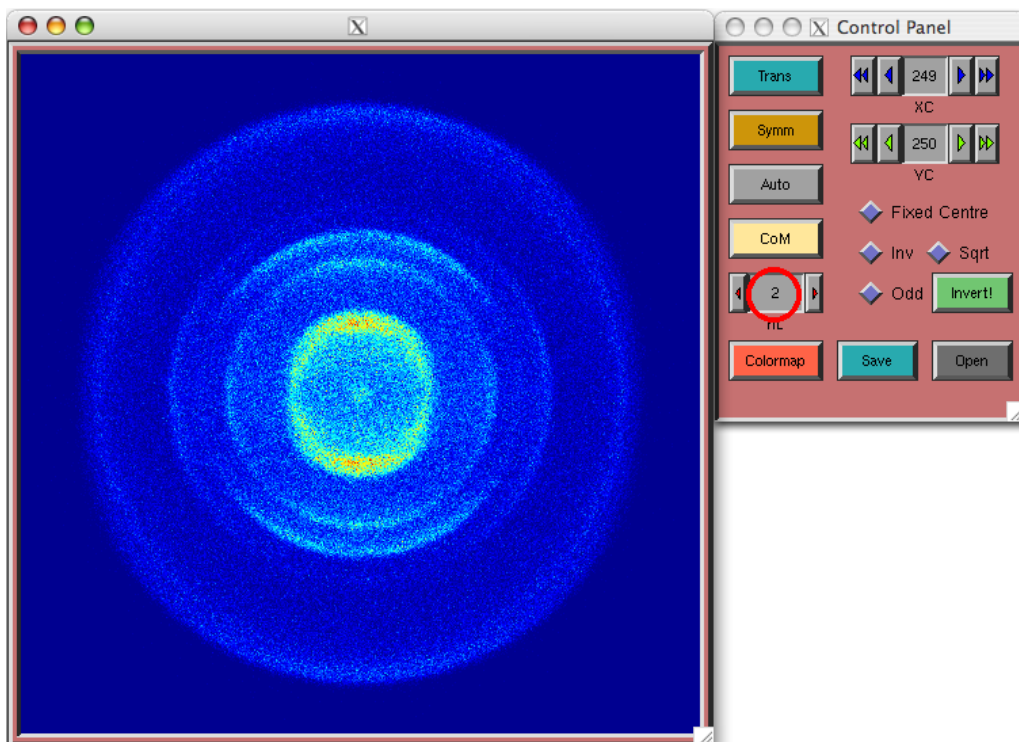 X
X Control Panel
Trans
249
XC
Symm
250
YC
Auto
Fixed Centre
CoM
Inv
Sqrt
2
nL
Odd
Invert!
Colormap
Save
Open